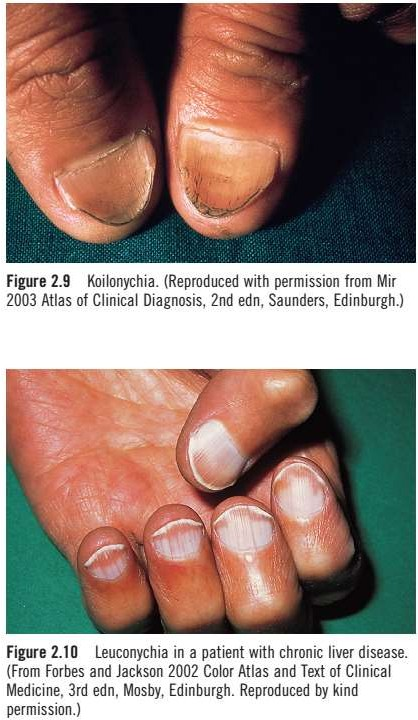 Figure 2.9 Koilonychia. (Reproduced with permission from Mir
2003 Atlas of Clinical Diagnosis, 2nd edn, Saunders, Edinburgh.)
Figure 2.10 Leuconychia in a patient with chronic liver disease.
(From Forbes and Jackson 2002 Color Atlas and Text of Clinical
Medicine, 3rd edn, Mosby, Edinburgh. Reproduced by kind
permission.)